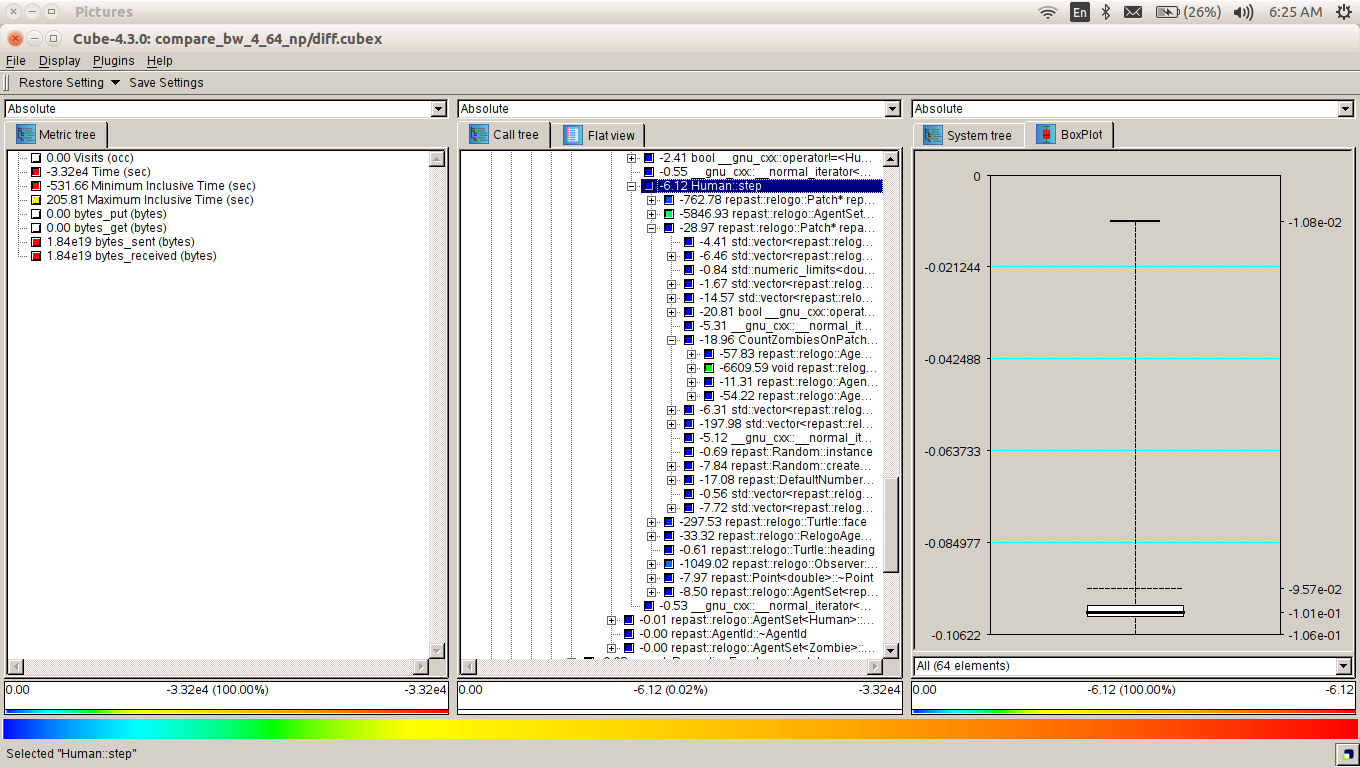 Pictures
En
(26%)
6:25 AM
Cube-4.3.0: compare_bw_4_64_np/diff.cubex
File Display Plugins Help
Restore Setting Save Settings
Absolute
Metric tree
0.00 Visits (occ)
-3.32e4 Time (sec)
-531.66 Minimum Inclusive Time (sec)
205.81 Maximum Inclusive Time (sec)
0.00 bytes_put (bytes)
0.00 bytes_get (bytes)
1.84e19 bytes_sent (bytes)
1.84e19 bytes_received (bytes)
0.00 -3.32e4 (100.00%) -3.32e4
Absolute
Call tree Flat view
-2.41 bool __gnu_cxx::operator!=<Hu...
-0.55 __gnu_cxx::__normal_iterator<...
-6.12 Human::step
-762.78 repast::relogo::Patch* rep...
-5846.93 repast::relogo::AgentSet...
-28.97 repast::relogo::Patch* repa...
-4.41 std::vector<repast::relog...
-6.46 std::vector<repast::relog...
-0.84 std::numeric_limits<dou...
-1.67 std::vector<repast::relog...
-14.57 std::vector<repast::relo...
-20.81 bool __gnu_cxx::operat...
-5.31 __gnu_cxx::__normal_it...
-18.96 CountZombiesOnPatch...
-57.83 repast::relogo::Age...
-6609.59 void repast::relog...
-11.31 repast::relogo::Agen...
-54.22 repast::relogo::Age...
-6.31 std::vector<repast::relog...
-197.98 std::vector<repast::rel...
-5.12 __gnu_cxx::__normal_it...
-0.69 repast::Random::instance
-7.84 repast::Random::create...
-17.08 repast::DefaultNumber...
-0.56 std::vector<repast::relog...
-7.72 std::vector<repast::relog...
-297.53 repast::relogo::Turtle::face
-33.32 repast::relogo::RelogoAge...
-0.61 repast::relogo::Turtle::heading
-1049.02 repast::relogo::Observer:...
-7.97 repast::Point<double>::~Point
-8.50 repast::relogo::AgentSet<rep...
-0.53 __gnu_cxx::__normal_iterator<...
-0.01 repast::relogo::AgentSet<Human>::...
-0.00 repast::AgentId::~AgentId
-0.00 repast::relogo::AgentSet<Zombie>::...
0.00 -6.12 (0.02%) -3.32e4
Absolute
System tree BoxPlot
0
-1.08e-02
-0.021244
-0.042488
-0.063733
-0.084977
-9.57e-02
-1.01e-01
-0.10622
-1.06e-01
All (64 elements)
0.00 -6.12 (100.00%) -6.12
Selected "Human::step"